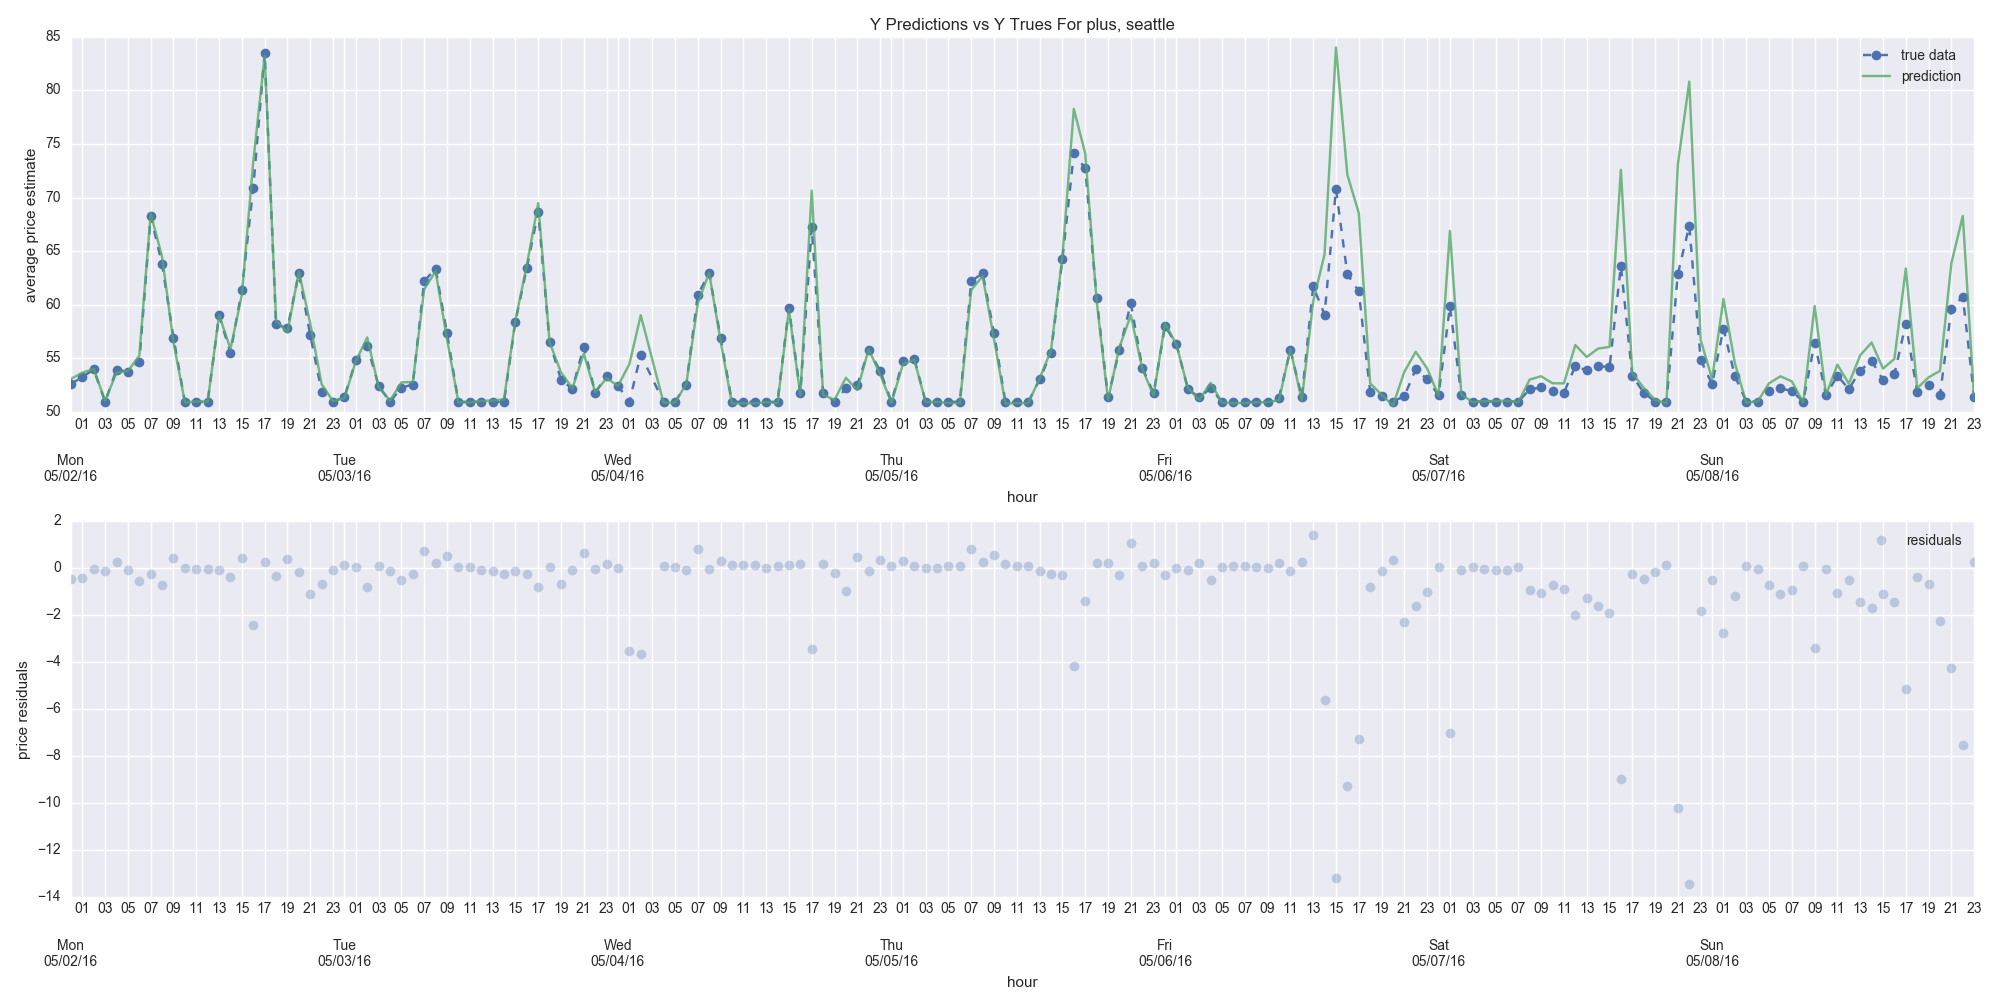 Y Predictions vs Y Trues For plus, seattle
85
80
75
70
65
60
55
50
average price estimate
true data
prediction
01 03 05 07 09 11 13 15 17 19 21 23 01 03 05 07 09 11 13 15 17 19 21 23 01 03 05 07 09 11 13 15 17 19 21 23 01 03 05 07 09 11 13 15 17 19 21 23 01 03 05 07 09 11 13 15 17 19 21 23 01 03 05 07 09 11 13 15 17 19 21 23 01 03 05 07 09 11 13 15 17 19 21 23
Mon Tue Wed Thu Fri Sat Sun
05/02/16 05/03/16 05/04/16 05/05/16 05/06/16 05/07/16 05/08/16
hour
2
0
−2
−4
−6
−8
−10
−12
−14
price residuals
residuals
01 03 05 07 09 11 13 15 17 19 21 23 01 03 05 07 09 11 13 15 17 19 21 23 01 03 05 07 09 11 13 15 17 19 21 23 01 03 05 07 09 11 13 15 17 19 21 23 01 03 05 07 09 11 13 15 17 19 21 23 01 03 05 07 09 11 13 15 17 19 21 23 01 03 05 07 09 11 13 15 17 19 21 23
Mon Tue Wed Thu Fri Sat Sun
05/02/16 05/03/16 05/04/16 05/05/16 05/06/16 05/07/16 05/08/16
hour